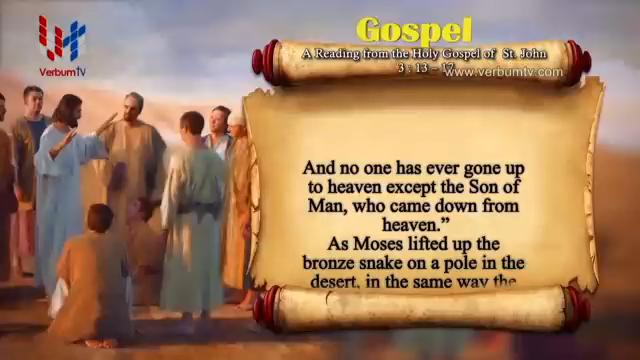 VerbumTV
Gospel
A Reading from the Holy Gospel of St. John
3 : 13 – 17
www.verbumtv.com
And no one has ever gone up
to heaven except the Son of
Man, who came down from
heaven.”
As Moses lifted up the
bronze snake on a pole in the
desert, in the same way the